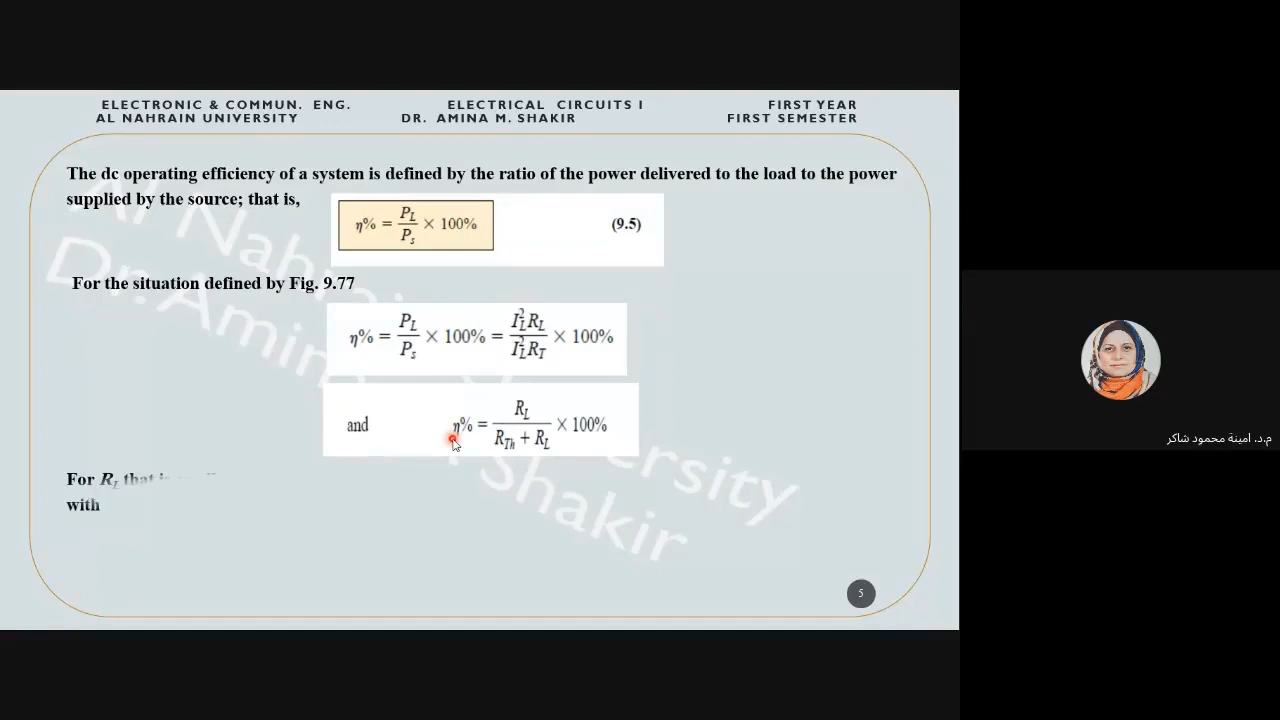 ELECTRONIC & COMMUN. ENG. ELECTRICAL CIRCUITS I FIRST YEAR
AL NAHRAIN UNIVERSITY DR. AMINA M. SHAKIR FIRST SEMESTER
The dc operating efficiency of a system is defined by the ratio of the power delivered to the load to the power
supplied by the source; that is,
η% = P_L/P_s × 100% (9.5)
For the situation defined by Fig. 9.77
η% = P_L/P_s × 100% = I_L^2 R_L/I_L^2 R_T × 100%
and η% = R_L/(R_Th + R_L) × 100%
For R_L that is
with
5
م.د. امينة محمود شاكر